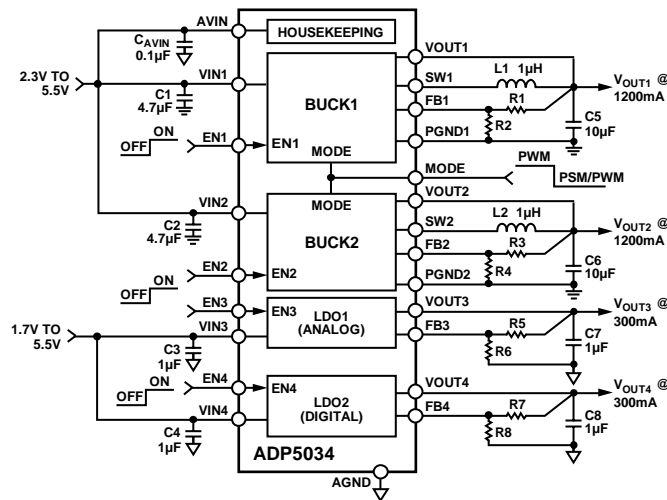 AVIN
HOUSEKEEPING
CAVIN
0.1µF
VOUT1
L1 1µH
2.3V TO
5.5V
VIN1
SW1
VOUT1 @
1200mA
C1
4.7µF
BUCK1
FB1
R1
R2
C5
10µF
ON
OFF
EN1
EN1
PGND1
MODE
MODE
PWM
PSM/PWM
VIN2
MODE
VOUT2
L2 1µH
C2
4.7µF
BUCK2
SW2
VOUT2 @
1200mA
FB2
R3
R4
C6
10µF
EN2
EN2
PGND2
ON
OFF
EN3
EN3
LDO1
(ANALOG)
VOUT3
VOUT3 @
300mA
1.7V TO
5.5V
VIN3
FB3
R5
R6
C7
1µF
C3
1µF
ON
OFF
EN4
EN4
LDO2
(DIGITAL)
VOUT4
VOUT4 @
300mA
VIN4
FB4
R7
R8
C8
1µF
C4
1µF
ADP5034
AGND